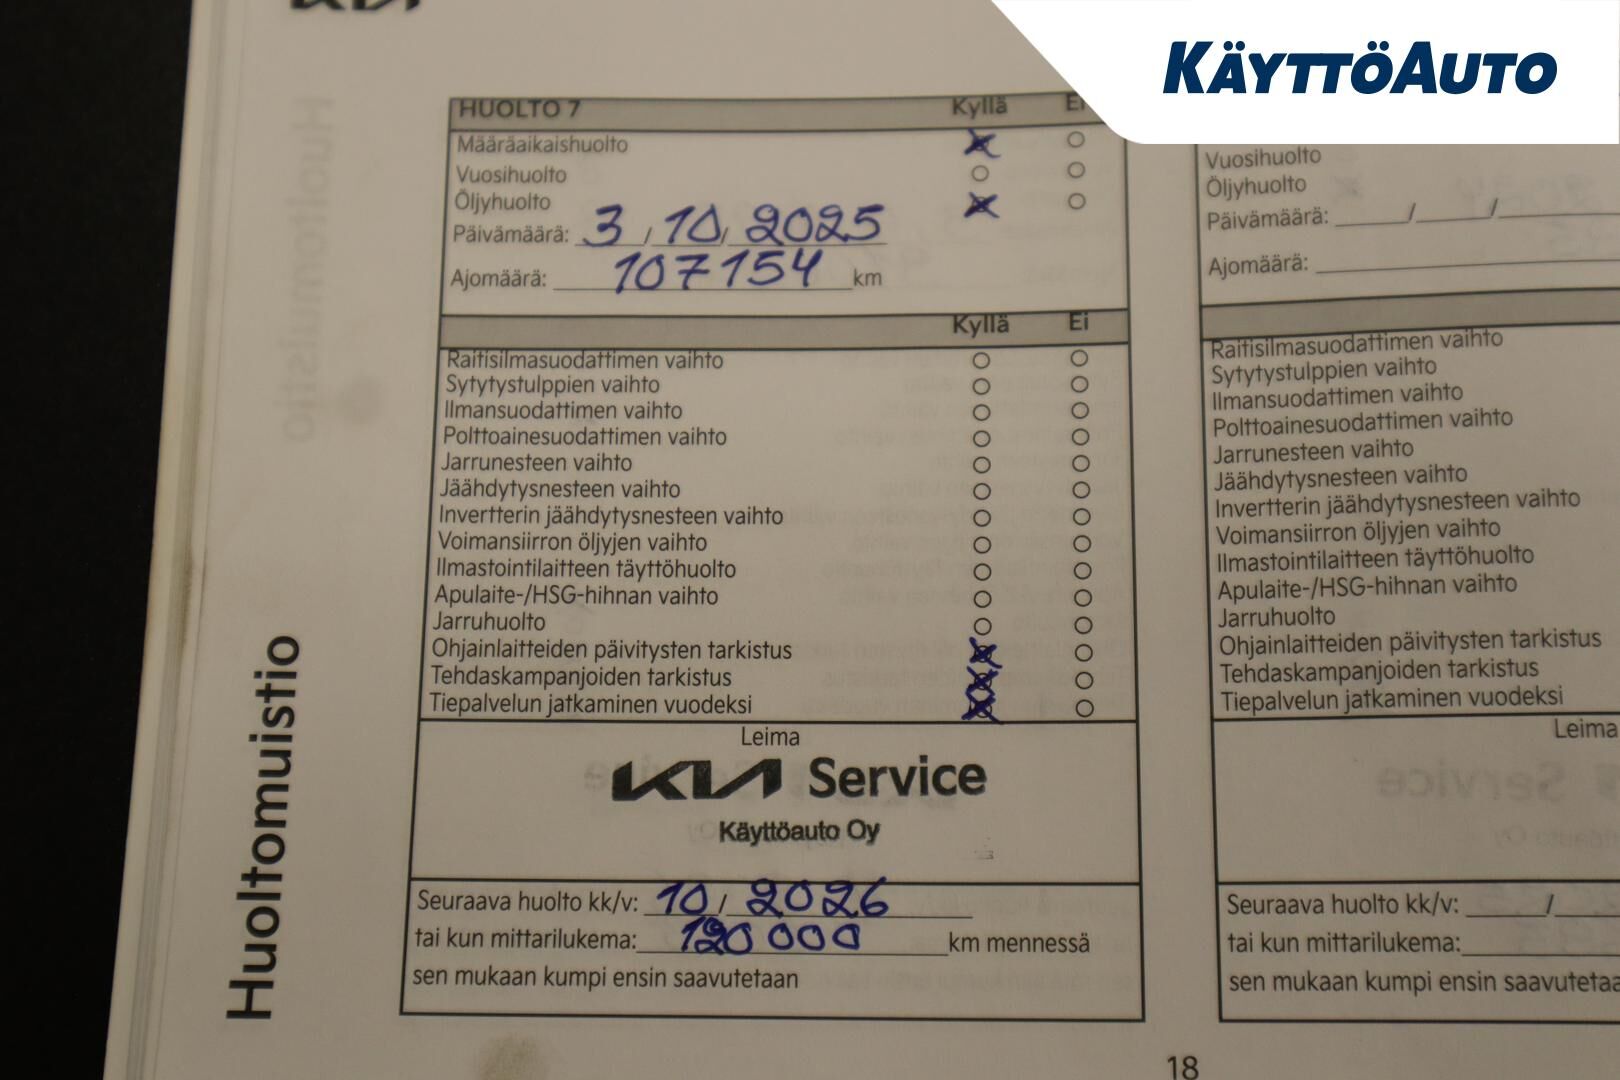 KIA
KÄYTTÖAUTO
HUOLTO 7 Kyllä Ei
Määräaikaishuolto
Vuosihuolto
Öljyhuolto
Päivämäärä: 3 / 10 / 2025
Ajomäärä: 107154 km
Kyllä Ei
Raitisilmasuodattimen vaihto
Sytytystulppien vaihto
Ilmansuodattimen vaihto
Polttoainesuodattimen vaihto
Jarrunesteen vaihto
Jäähdytysnesteen vaihto
Invertterin jäähdytysnesteen vaihto
Voimansiirron öljyjen vaihto
Ilmastointilaitteen täyttöhuolto
Apulaite-/HSG-hihnan vaihto
Jarruhuolto
Ohjainlaitteiden päivitysten tarkistus
Tehdaskampanjoiden tarkistus
Tiepalvelun jatkaminen vuodeksi
Leima
KIA Service
Käyttöauto Oy
Seuraava huolto kk/v: 10 / 2026
tai kun mittarilukema: 120 000 km mennessä
sen mukaan kumpi ensin saavutetaan
Vuosihuolto
Öljyhuolto
Päivämäärä: / /
Ajomäärä:
Raitisilmasuodattimen vaihto
Sytytystulppien vaihto
Ilmansuodattimen vaihto
Polttoainesuodattimen vaihto
Jarrunesteen vaihto
Jäähdytysnesteen vaihto
Invertterin jäähdytysnesteen vaihto
Voimansiirron öljyjen vaihto
Ilmastointilaitteen täyttöhuolto
Apulaite-/HSG-hihnan vaihto
Jarruhuolto
Ohjainlaitteiden päivitysten tarkistus
Tehdaskampanjoiden tarkistus
Tiepalvelun jatkaminen vuodeksi
Leima
Seuraava huolto kk/v: /
tai kun mittarilukema:
sen mukaan kumpi ensin saavuteta
Huoltomuistio
18